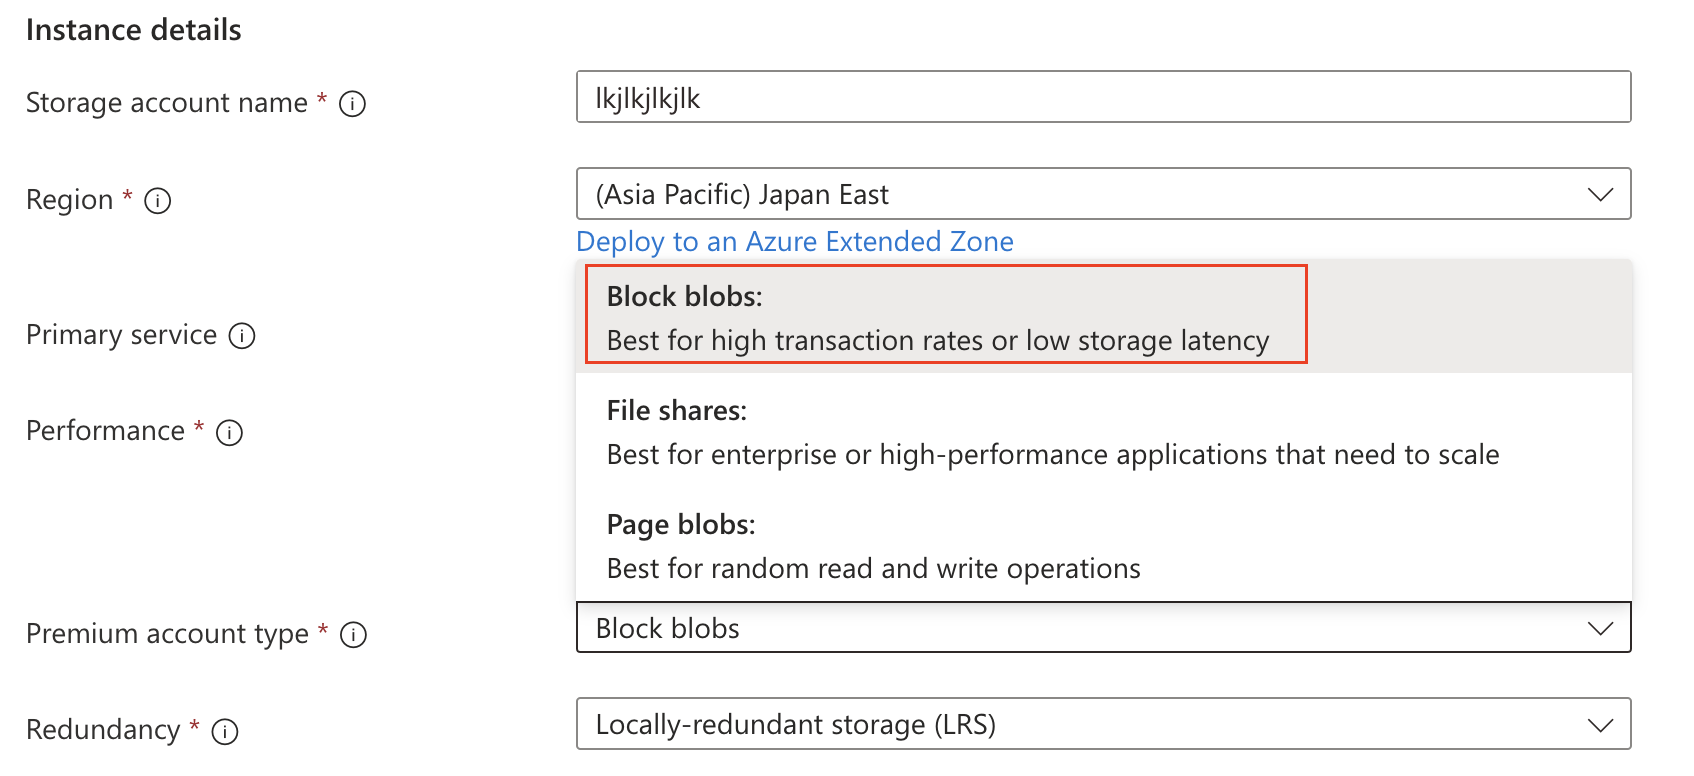 Instance details
Storage account name *
lkjlkjlkjlk
Region *
(Asia Pacific) Japan East
Deploy to an Azure Extended Zone
Primary service
Performance *
Block blobs:
Best for high transaction rates or low storage latency
File shares:
Best for enterprise or high-performance applications that need to scale
Page blobs:
Best for random read and write operations
Premium account type *
Block blobs
Redundancy *
Locally-redundant storage (LRS)